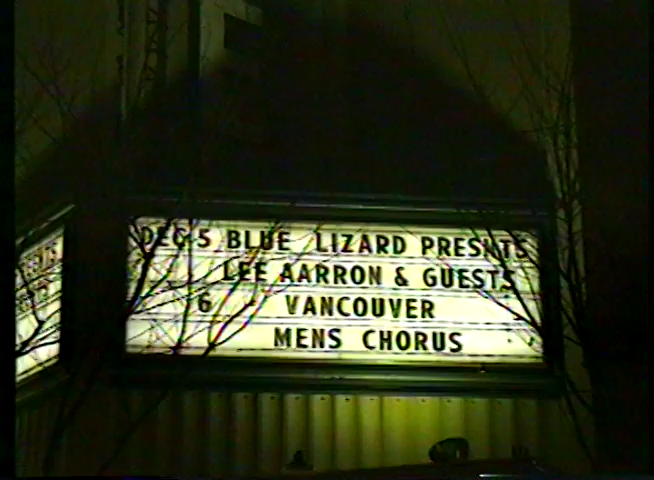 DEC 5 BLUE LIZARD PRESNTS
LEE AARRON & GUESTS
6 VANCOUVER
MENS CHORUS